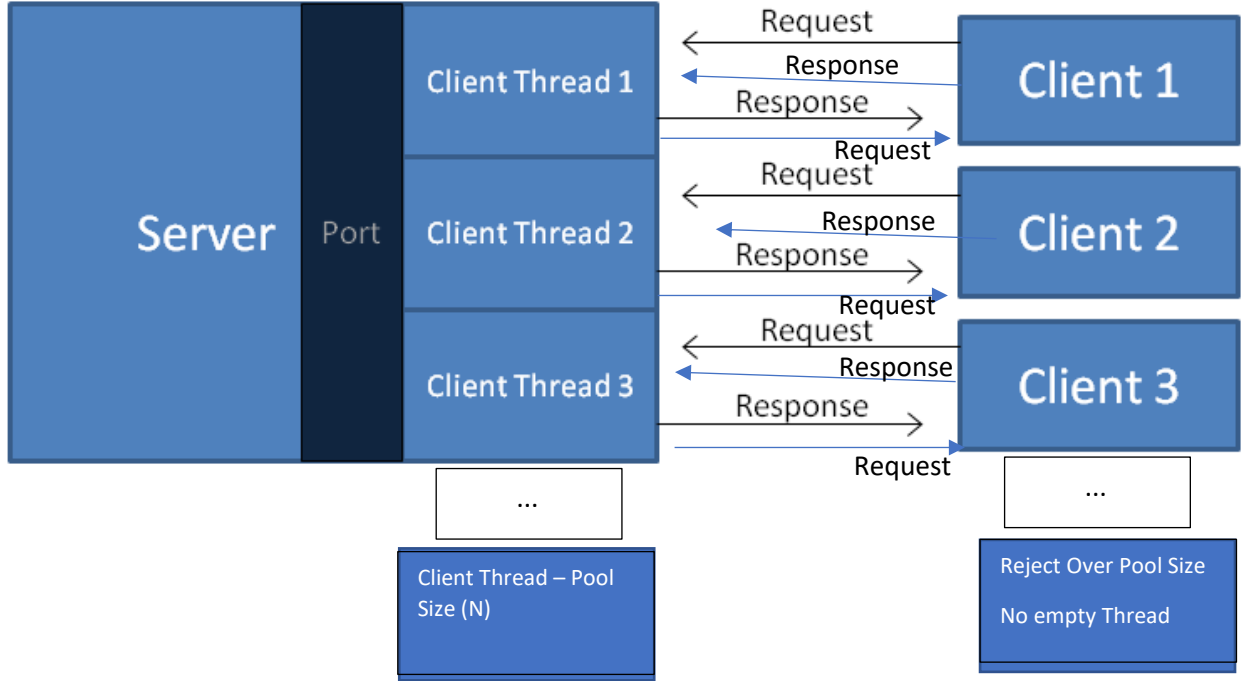 Request
Response
Client Thread 1
Client 1
Response
Request
Request
Server
Port
Client Thread 2
Response
Client 2
Response
Request
Request
Response
Client Thread 3
Client 3
Response
Request
...
...
Client Thread – Pool
Size (N)
Reject Over Pool Size
No empty Thread